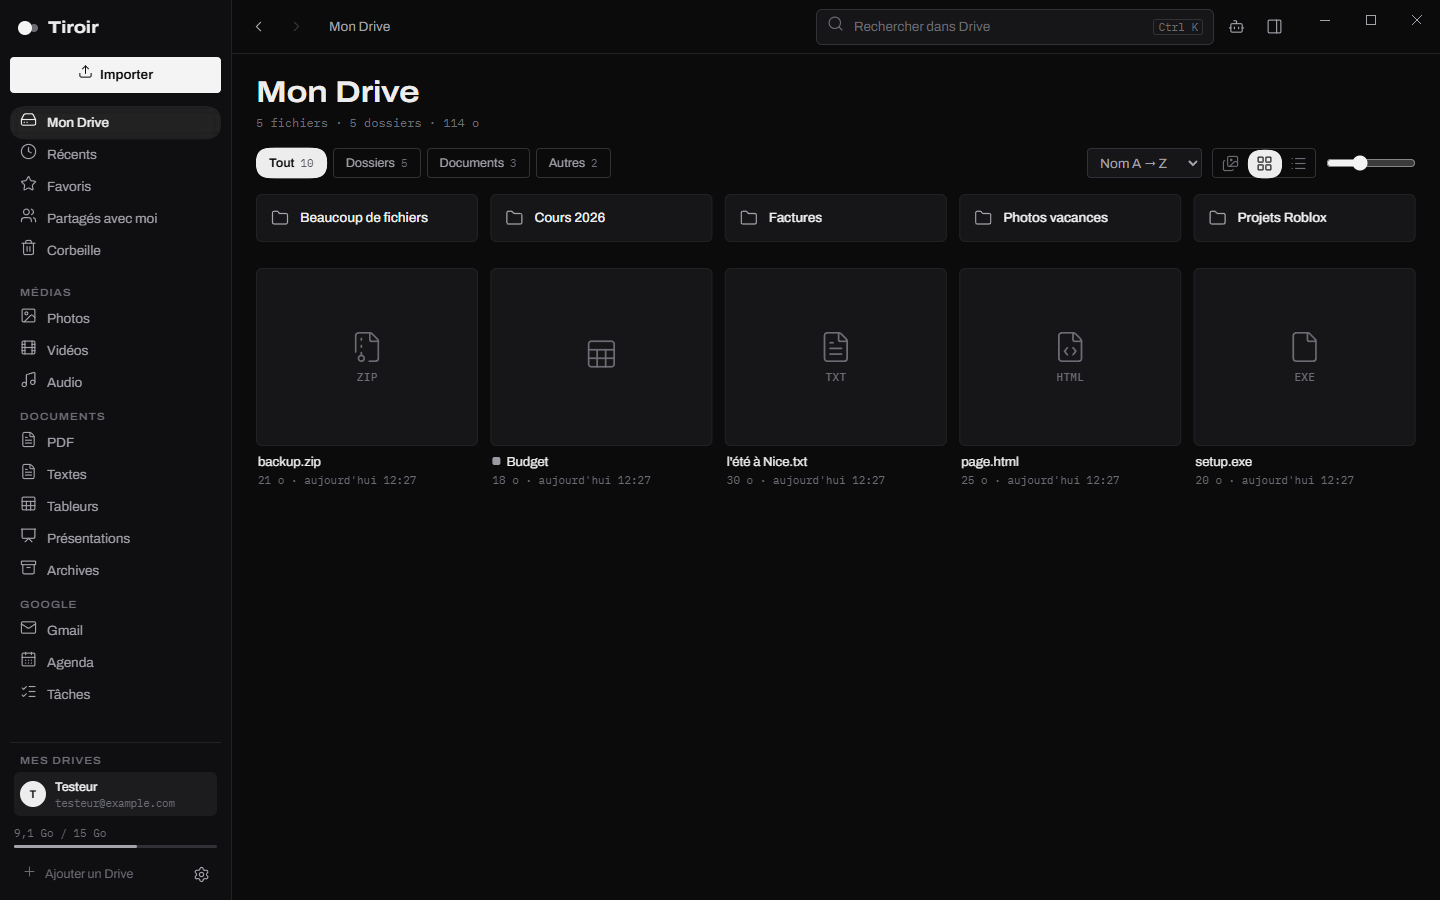 Tiroir
Importer
Mon Drive
Récents
Favoris
Partagés avec moi
Corbeille
MÉDIAS
Photos
Vidéos
Audio
DOCUMENTS
PDF
Textes
Tableurs
Présentations
Archives
GOOGLE
Gmail
Agenda
Tâches
MES DRIVES
T
Testeur
testeur@example.com
9,1 Go / 15 Go
Ajouter un Drive
Mon Drive
Rechercher dans Drive
Ctrl K
Mon Drive
5 fichiers · 5 dossiers · 114 o
Tout 10
Dossiers 5
Documents 3
Autres 2
Nom A → Z
Beaucoup de fichiers
Cours 2026
Factures
Photos vacances
Projets Roblox
ZIP
TXT
HTML
EXE
backup.zip
21 o · aujourd'hui 12:27
Budget
18 o · aujourd'hui 12:27
l'été à Nice.txt
30 o · aujourd'hui 12:27
page.html
25 o · aujourd'hui 12:27
setup.exe
20 o · aujourd'hui 12:27